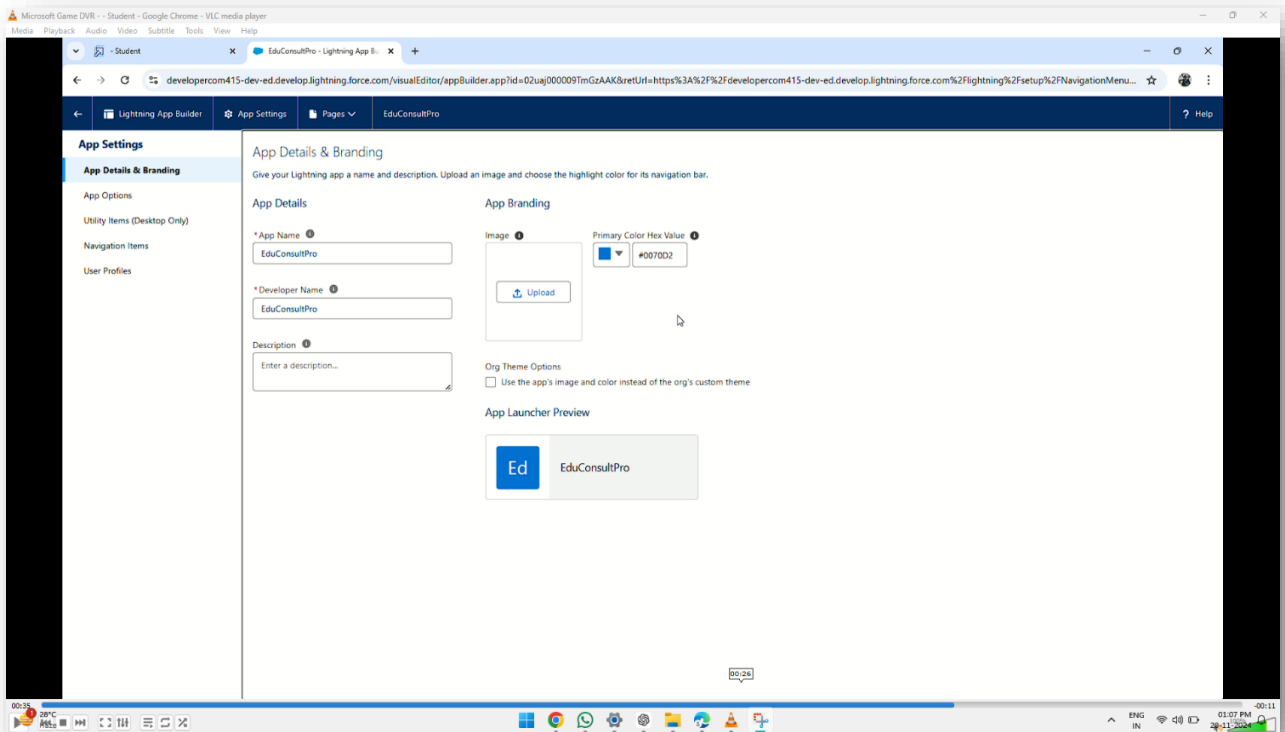 Microsoft Game DVR - - Student - Google Chrome - VLC media player
Media Playback Audio Video Subtitle Tools View Help
- Student
EduConsultPro - Lightning App Bu
developercom415-dev-ed.develop.lightning.force.com/visualEditor/appBuilder.app?id=02uaj000009TmGzAAK&retUrl=https%3A%2F%2Fdevelopercom415-dev-ed.develop.lightning.force.com%2Flightning%2Fsetup%2FNavigationMenu...
Lightning App Builder App Settings Pages EduConsultPro ? Help
App Settings
App Details & Branding
App Options
Utility Items (Desktop Only)
Navigation Items
User Profiles
App Details & Branding
Give your Lightning app a name and description. Upload an image and choose the highlight color for its navigation bar.
App Details
*App Name
EduConsultPro
*Developer Name
EduConsultPro
Description
Enter a description...
App Branding
Image
Upload
Primary Color Hex Value
#0070D2
Org Theme Options
Use the app's image and color instead of the org's custom theme
App Launcher Preview
Ed
EduConsultPro
00:26
00:35
-00:11
1
28°C
ENG
IN
01:07 PM
28-11-2024